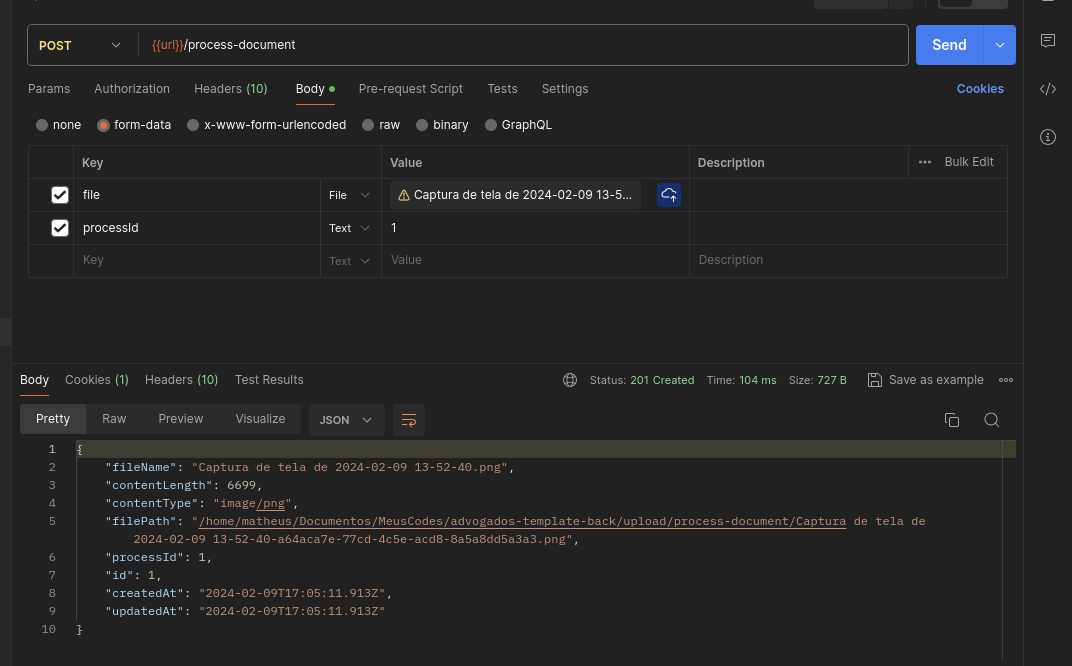 POST {{url}}/process-document Send
Params Authorization Headers (10) Body Pre-request Script Tests Settings Cookies
none form-data x-www-form-urlencoded raw binary GraphQL
Key Value Description ••• Bulk Edit
file File Captura de tela de 2024-02-09 13-5...
processId Text 1
Key Text Value Description
Body Cookies (1) Headers (10) Test Results Status: 201 Created Time: 104 ms Size: 727 B Save as example
Pretty Raw Preview Visualize JSON
1 {
2 "fileName": "Captura de tela de 2024-02-09 13-52-40.png",
3 "contentLength": 6699,
4 "contentType": "image/png",
5 "filePath": "/home/matheus/Documentos/MeusCodes/advogados-template-back/upload/process-document/Captura de tela de
2024-02-09 13-52-40-a64aca7e-77cd-4c5e-acd8-8a5a8dd5a3a3.png",
6 "processId": 1,
7 "id": 1,
8 "createdAt": "2024-02-09T17:05:11.913Z",
9 "updatedAt": "2024-02-09T17:05:11.913Z"
10 }